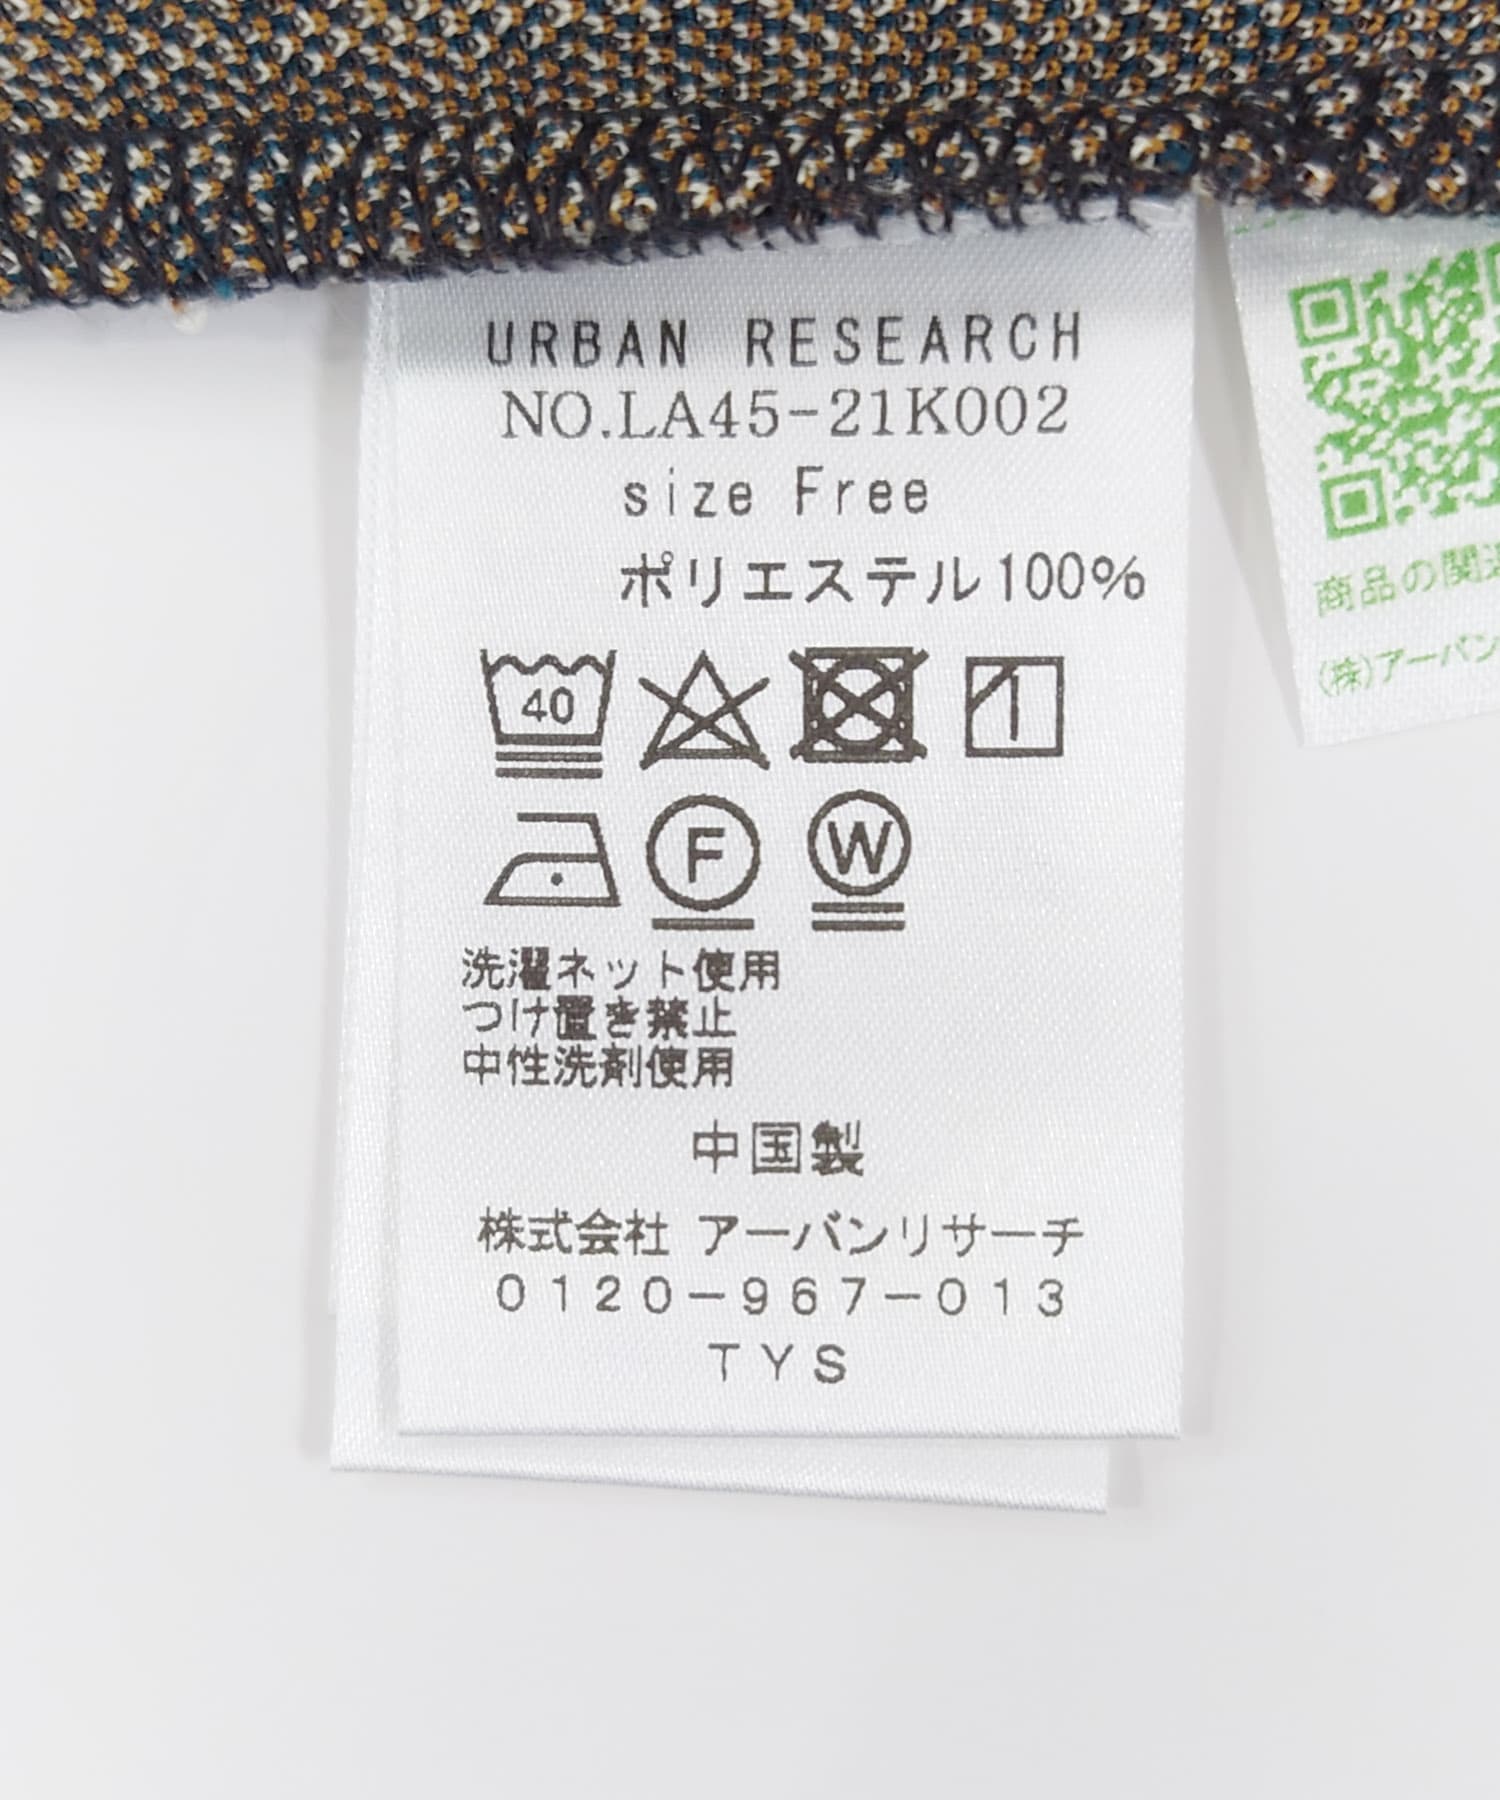 URBAN RESEARCH
NO.LA45-21K002
size Free
ポリエステル100%
40
F
W
洗濯ネット使用
つけ置き禁止
中性洗剤使用
中国製
株式会社 アーバンリサーチ
0120-967-013
TYS
商品の関連
(株)アーバン